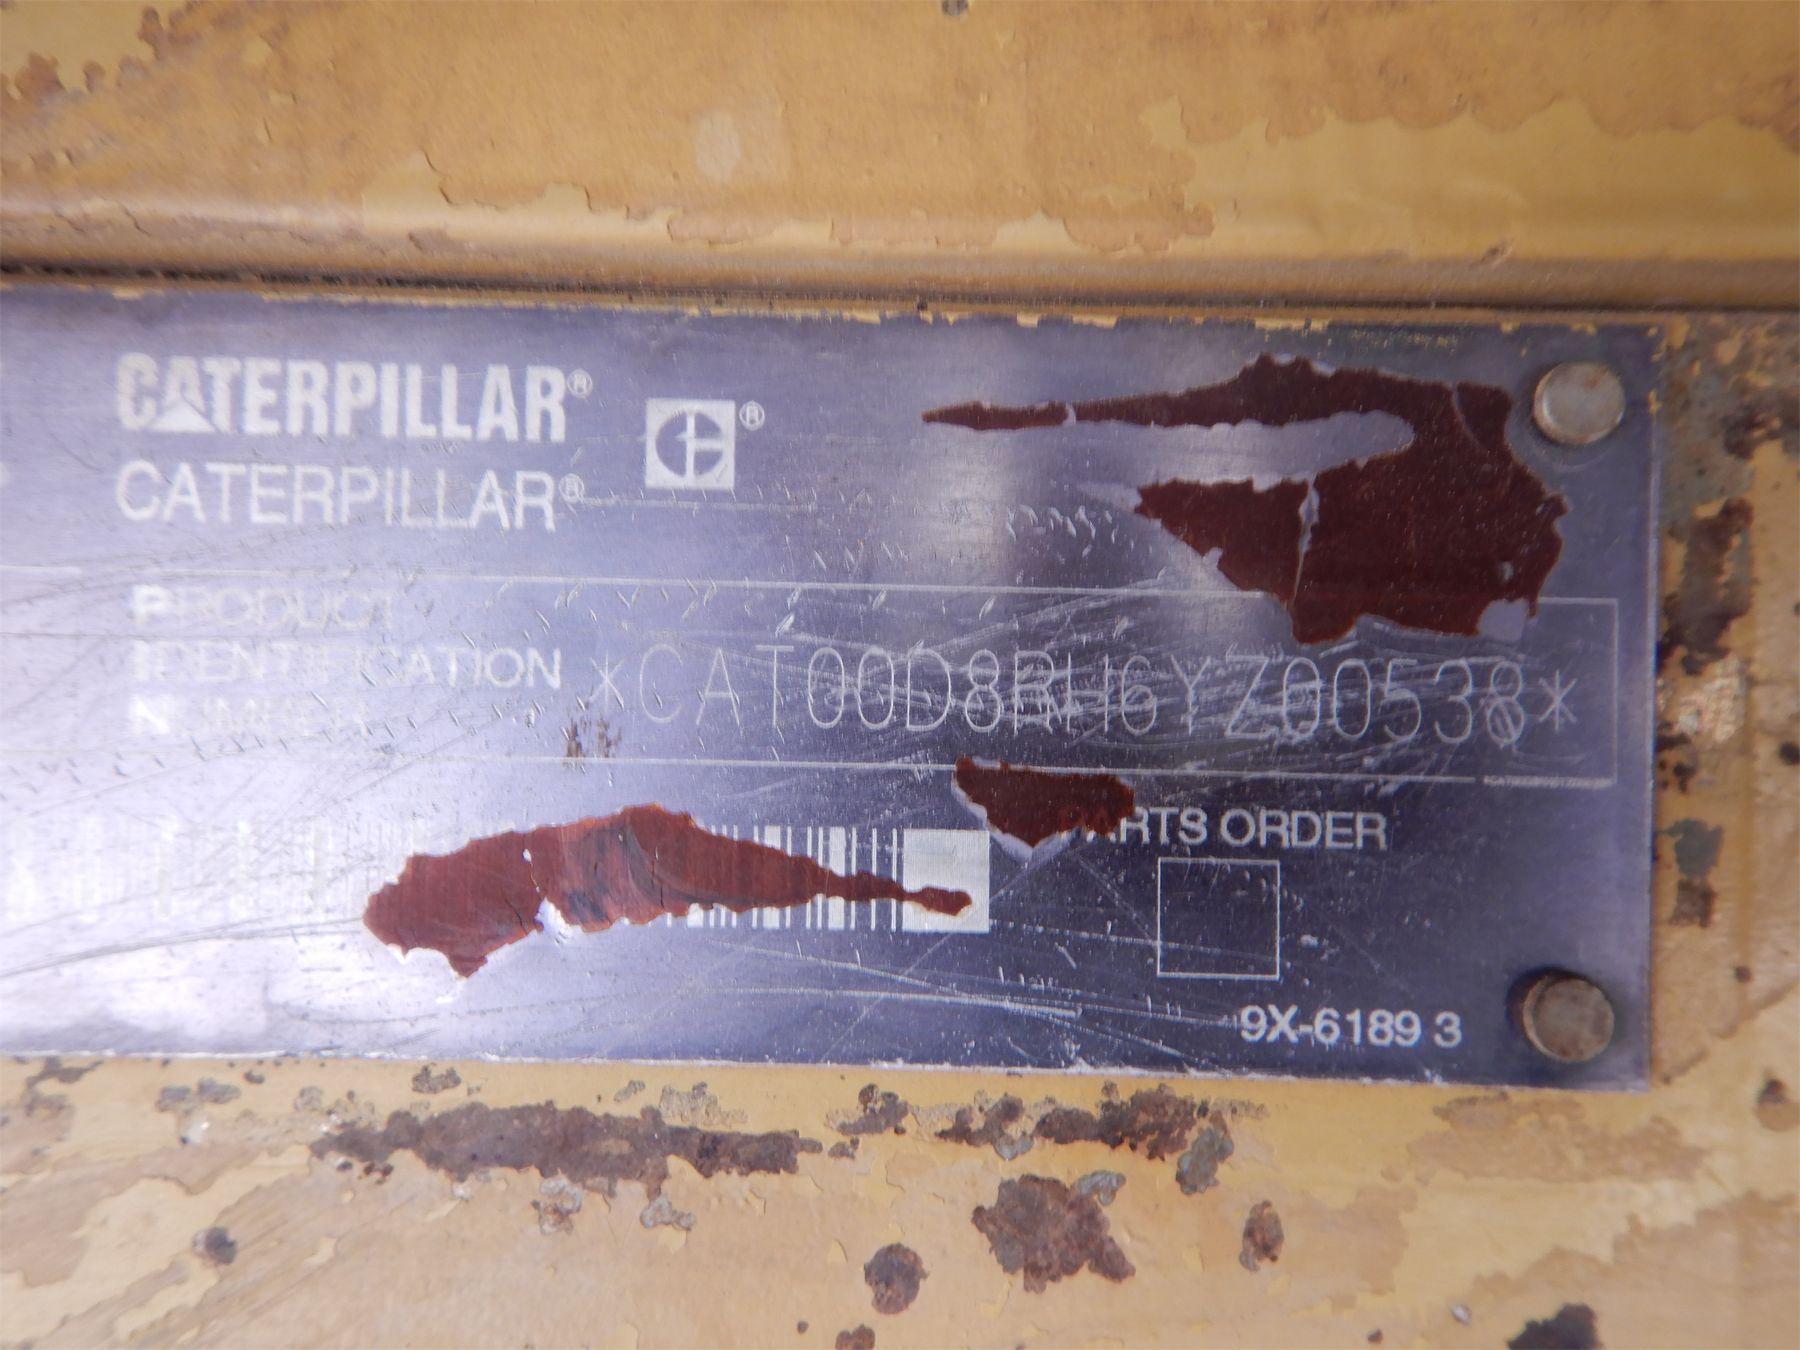 CATERPILLAR®
®
CATERPILLAR®
PRODUCT
IDENTIFICATION
NUMBER
*CAT00D8RH6YZ00538*
PARTS ORDER
9X-6189 3